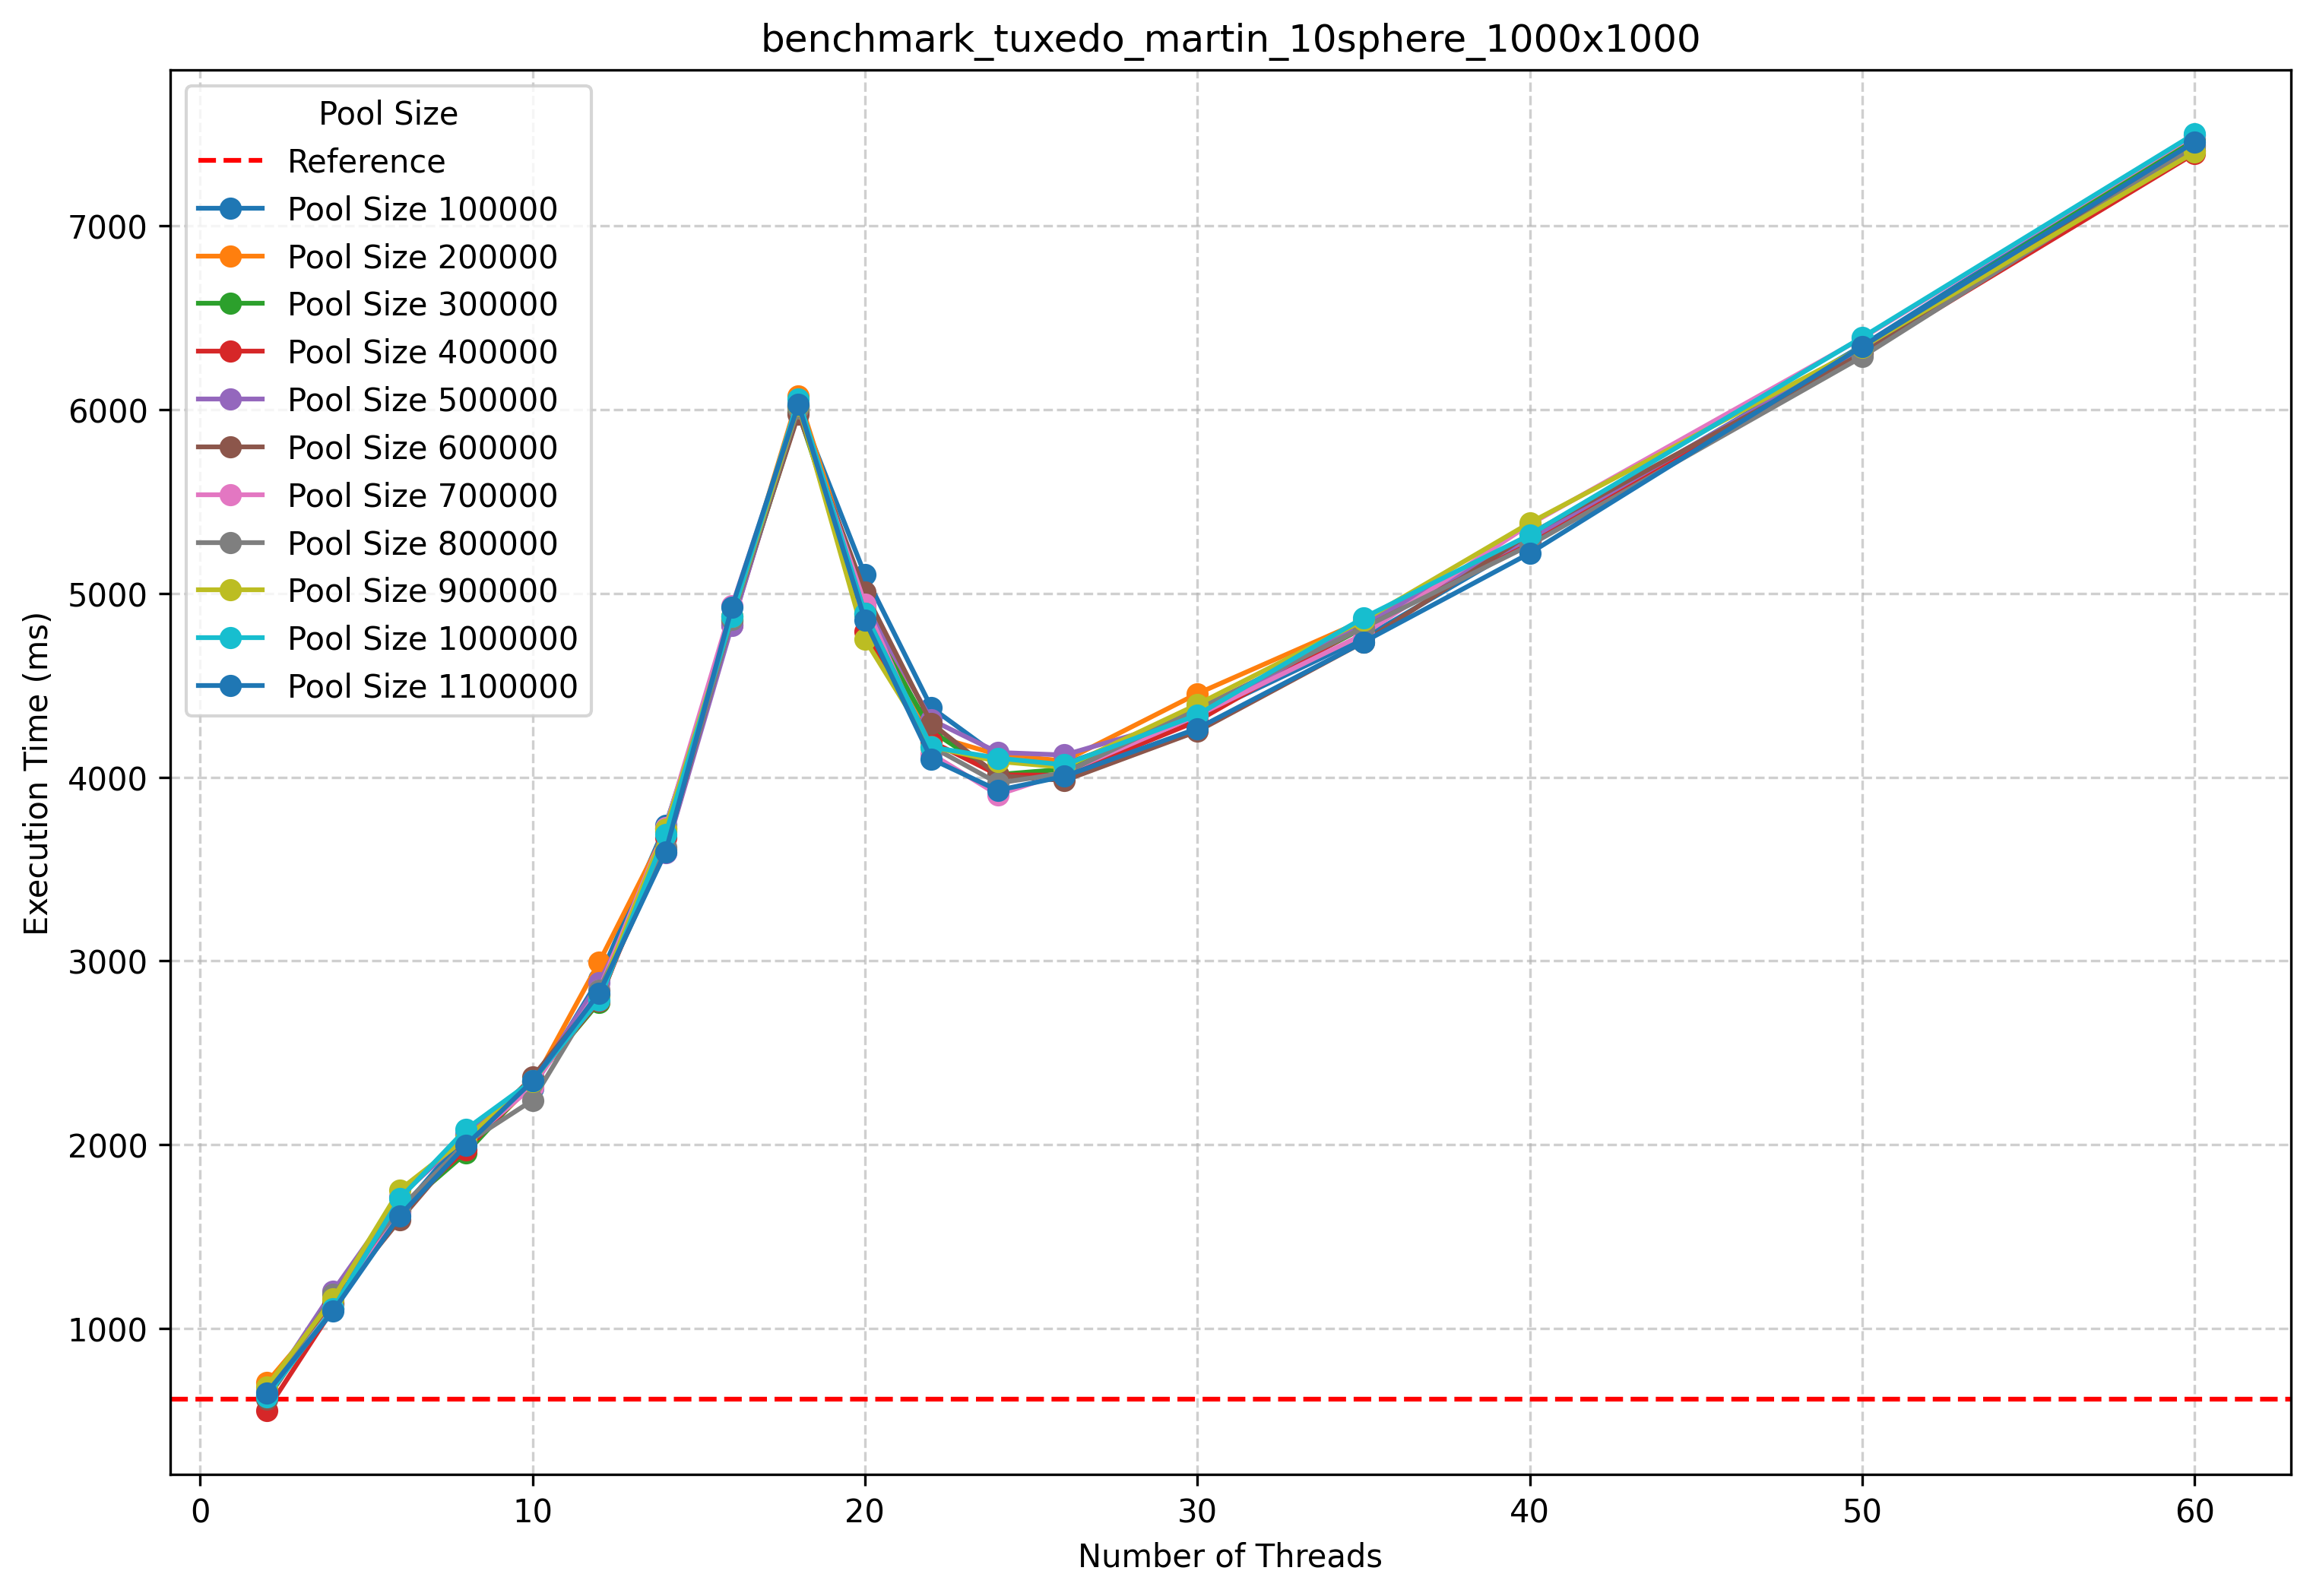 benchmark_tuxedo_martin_10sphere_1000x1000
Pool Size
Reference
Pool Size 100000
Pool Size 200000
Pool Size 300000
Pool Size 400000
Pool Size 500000
Pool Size 600000
Pool Size 700000
Pool Size 800000
Pool Size 900000
Pool Size 1000000
Pool Size 1100000
Execution Time (ms)
7000
6000
5000
4000
3000
2000
1000
0 10 20 30 40 50 60
Number of Threads